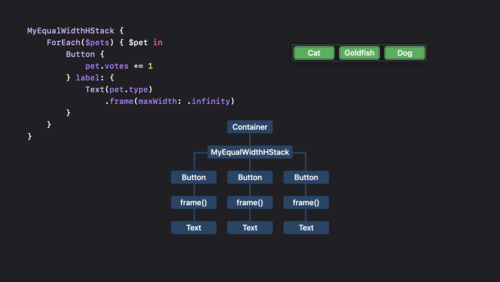 MyEqualWidthHStack {
ForEach($pets) { $pet in
Button {
pet.votes += 1
} label: {
Text(pet.type)
.frame(maxWidth: .infinity)
}
}
}
Cat Goldfish Dog
Container
MyEqualWidthHStack
Button Button Button
frame() frame() frame()
Text Text Text